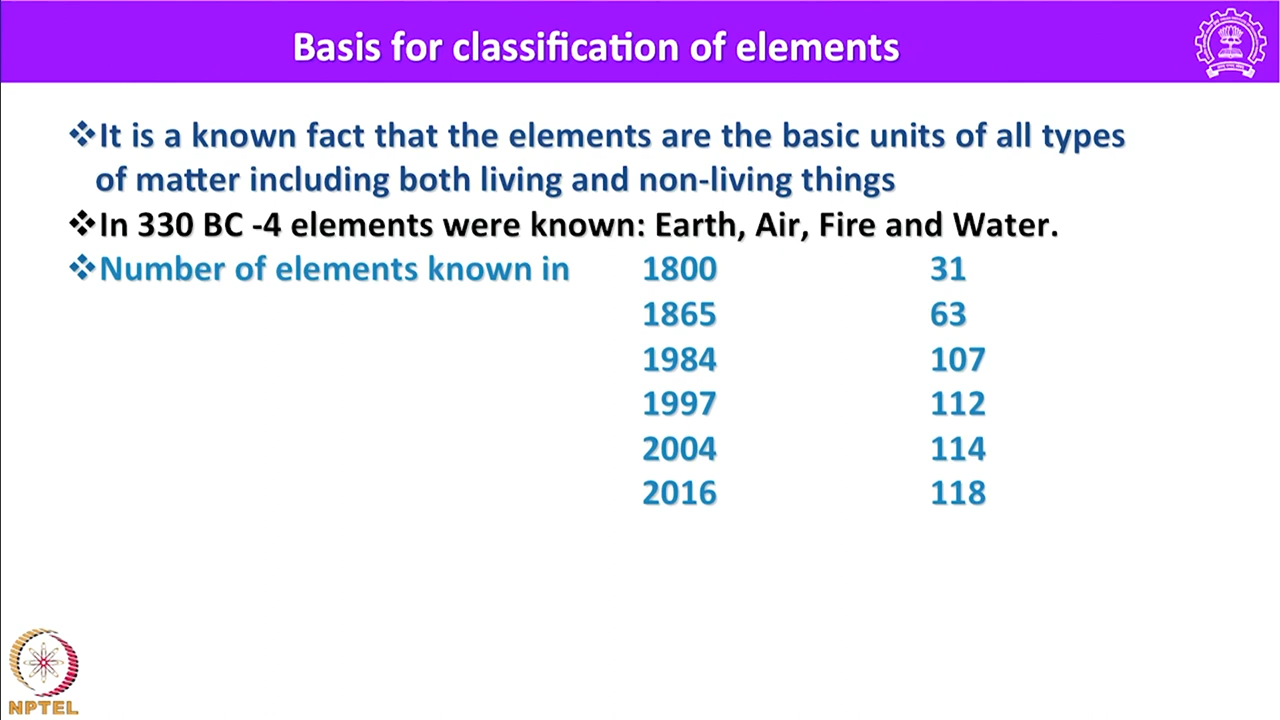 Basis for classification of elements
❖It is a known fact that the elements are the basic units of all types
of matter including both living and non-living things
❖In 330 BC -4 elements were known: Earth, Air, Fire and Water.
❖Number of elements known in 1800 31
1865 63
1984 107
1997 112
2004 114
2016 118
NPTEL